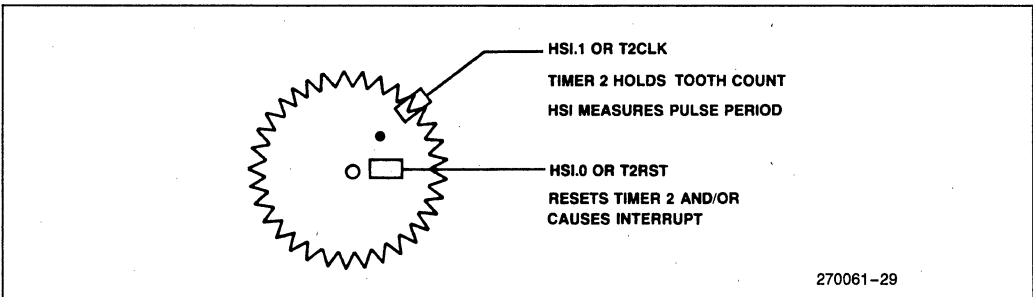 HSI.1 OR T2CLK
TIMER 2 HOLDS TOOTH COUNT
HSI MEASURES PULSE PERIOD
HSI.0 OR T2RST
RESETS TIMER 2 AND/OR
CAUSES INTERRUPT
270061-29